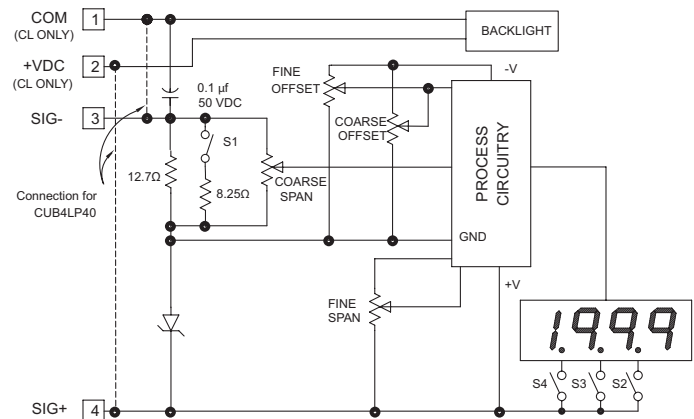 COM
(CL ONLY)
1
BACKLIGHT
+VDC
(CL ONLY)
2
0.1 µf
50 VDC
FINE
OFFSET
-V
SIG-
3
S1
COARSE
OFFSET
PROCESS
CIRCUITRY
12.7Ω
8.25Ω
COARSE
SPAN
Connection for
CUB4LP40
GND
+V
FINE
SPAN
1.9.9.9
S4
S3
S2
SIG+
4